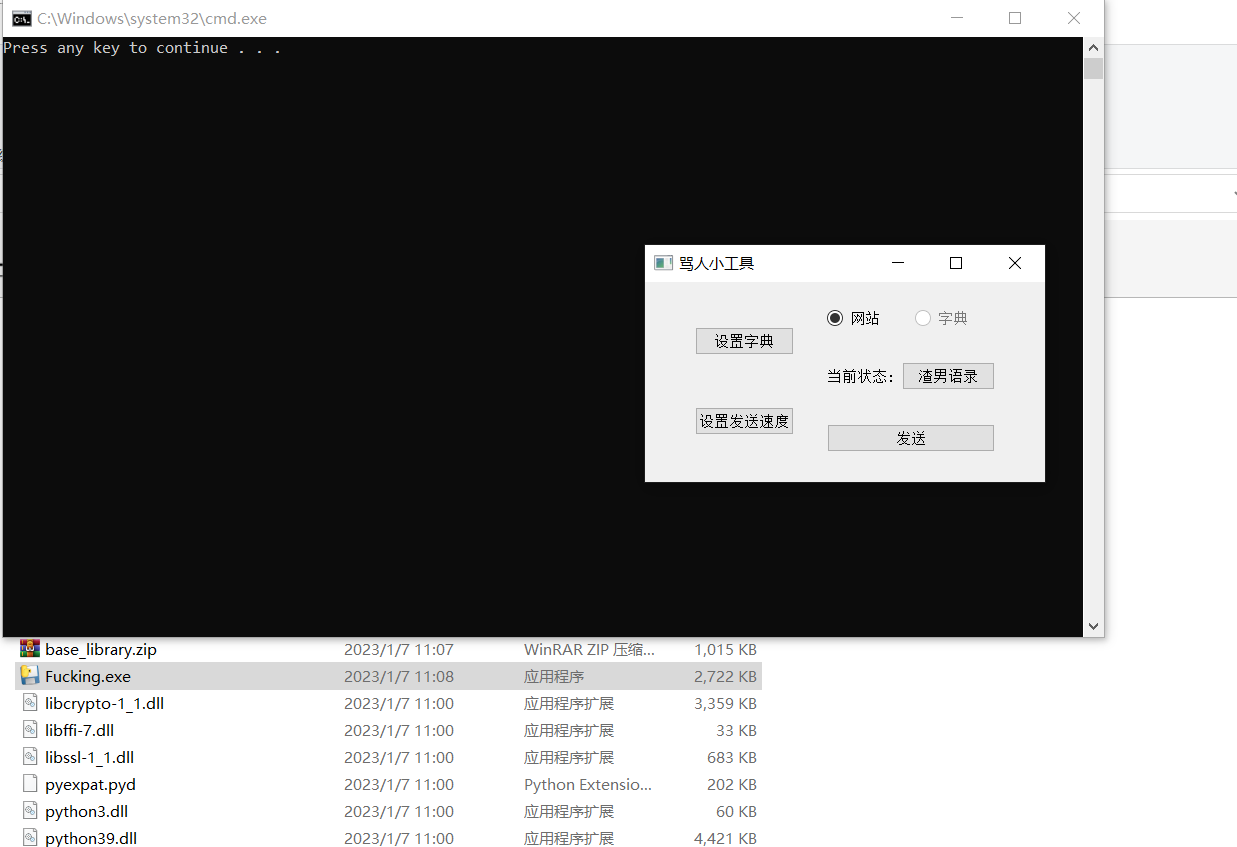 C:\Windows\system32\cmd.exe
Press any key to continue . . .
骂人小工具
网站 字典
设置字典
当前状态： 渣男语录
设置发送速度
发送
base_library.zip 2023/1/7 11:07 WinRAR ZIP 压缩... 1,015 KB
Fucking.exe 2023/1/7 11:08 应用程序 2,722 KB
libcrypto-1_1.dll 2023/1/7 11:00 应用程序扩展 3,359 KB
libffi-7.dll 2023/1/7 11:00 应用程序扩展 33 KB
libssl-1_1.dll 2023/1/7 11:00 应用程序扩展 683 KB
pyexpat.pyd 2023/1/7 11:00 Python Extensio... 202 KB
python3.dll 2023/1/7 11:00 应用程序扩展 60 KB
python39.dll 2023/1/7 11:00 应用程序扩展 4,421 KB